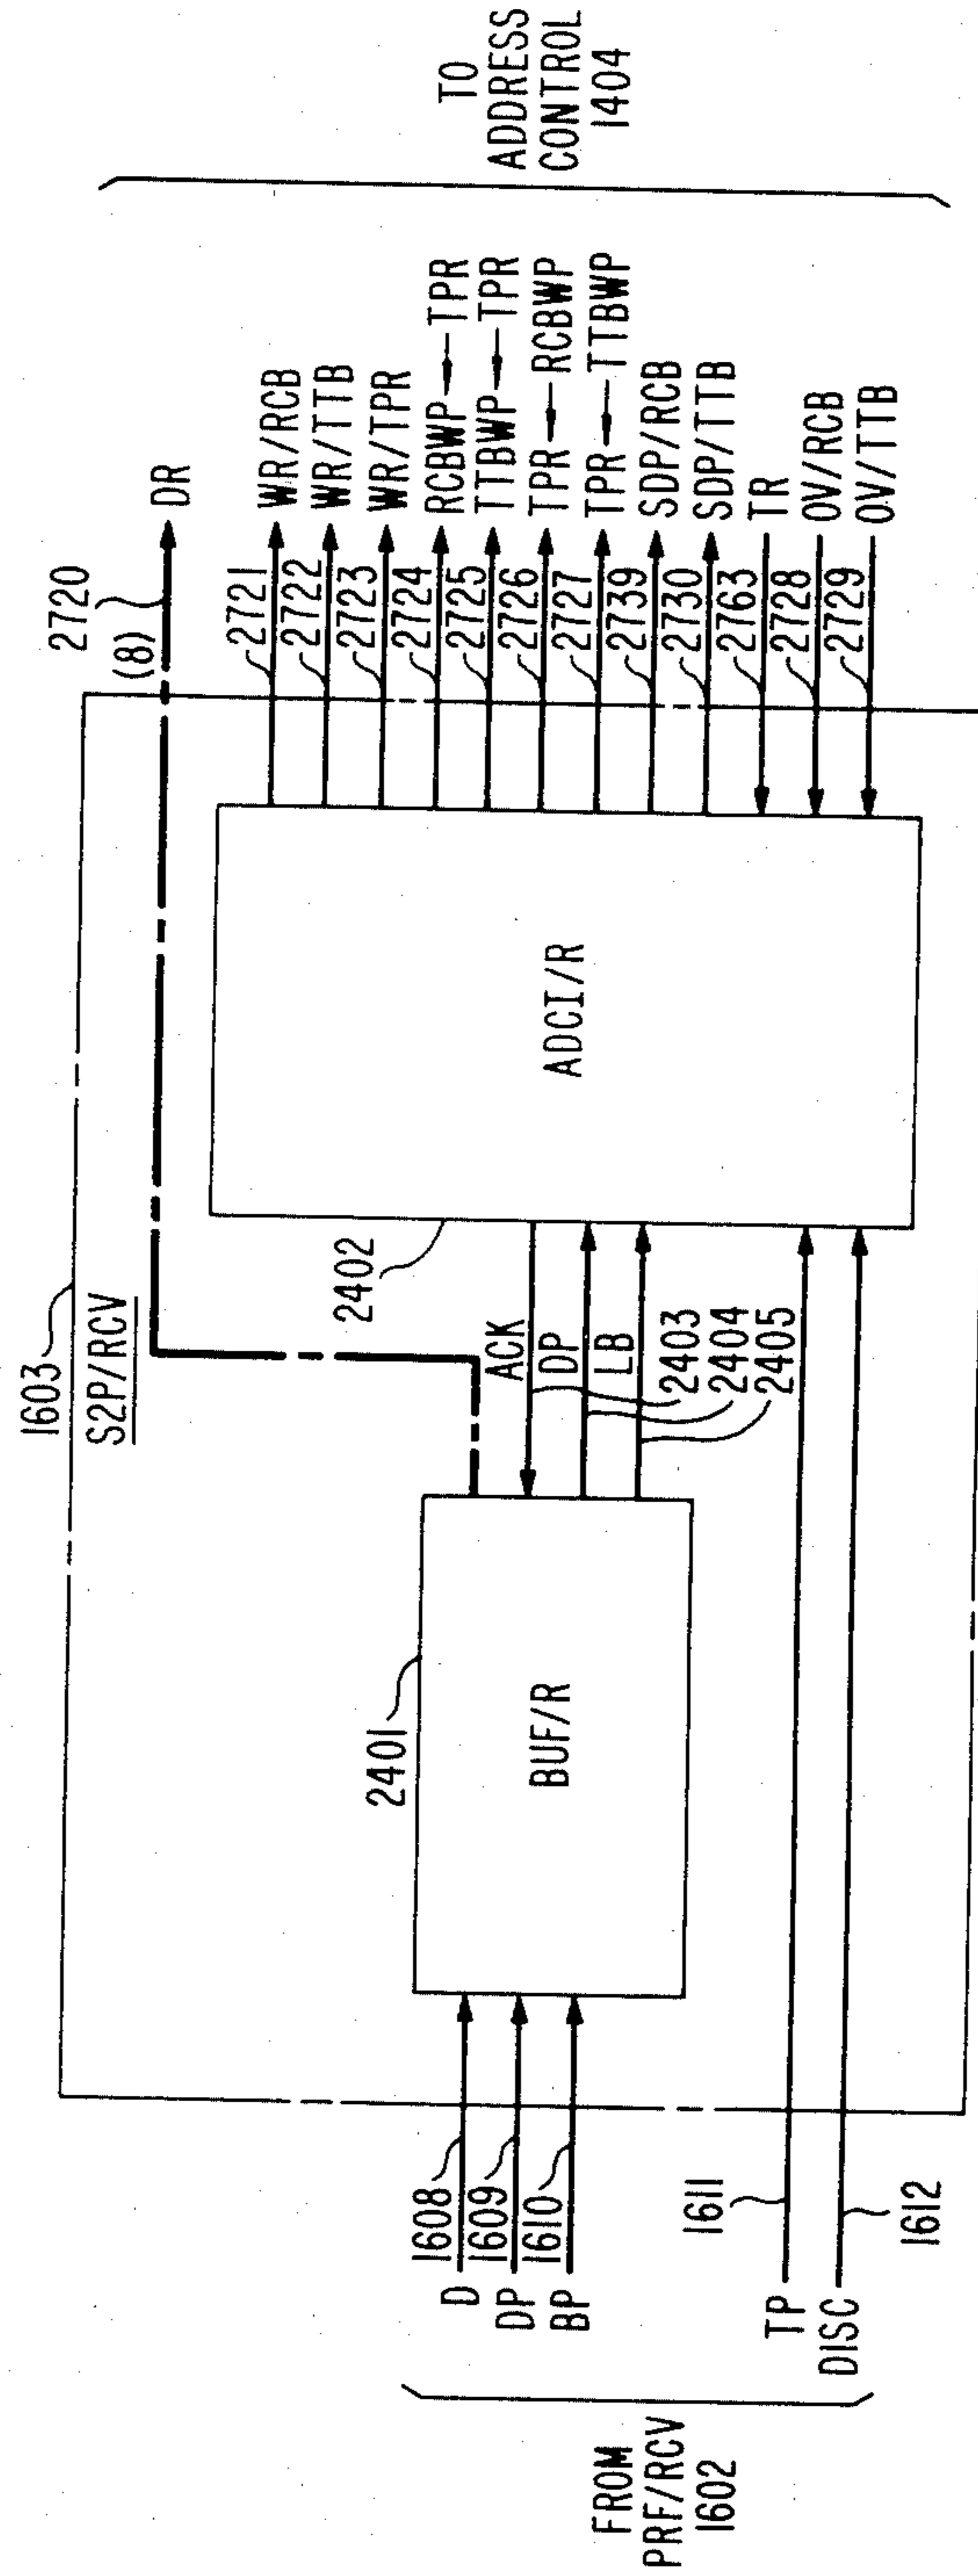 1603
S2P/RCV
2720
(8)
DR
FROM
PRF/RCV
1602
D
1608
DP
1609
BP
1610
TP
1611
DISC
1612
2401
BUF/R
ACK
DP
LB
2403
2404
2405
2402
ADCI/R
2721
WR/RCB
2722
WR/TTB
2723
WR/TPR
2724
RCBWP→TPR
2725
TTBWP→TPR
2726
TPR←RCBWP
2727
TPR←TTBWP
2739
SDP/RCB
2730
SDP/TTB
2763
TR
2728
OV/RCB
2729
OV/TTB
TO
ADDRESS
CONTROL
1404